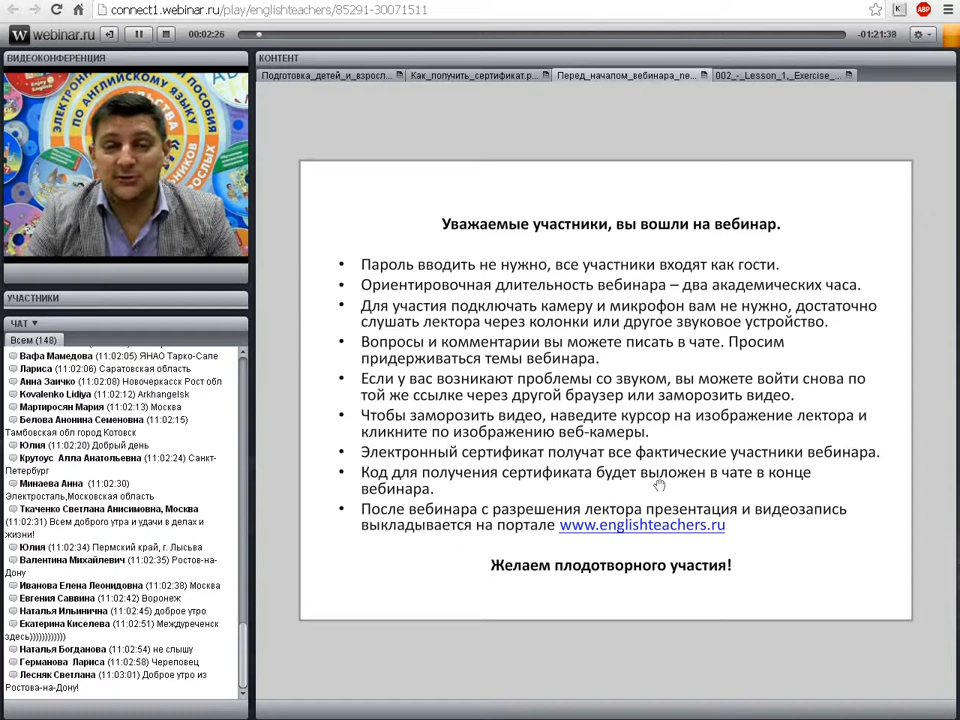 connect1.webinar.ru/play/englishteachers/85291-30071511
K
ABP
W webinar.ru
00:02:26
-01:21:38
ВИДЕОКОНФЕРЕНЦИЯ
КОНТЕНТ
Подготовка_детей_и_взросл...
Как_получить_сертификат.р...
Перед_началом_вебинара_пе...
002_-_Lesson_1,_Exercise_...
ЭЛЕКТРОННЫЕ ПОСОБИЯ
ПО АНГЛИЙСКОМУ ЯЗЫКУ
УЧАСТНИКИ
ЧАТ
Всем (148)
Вафа Мамедова (11:02:05) ЯНАО Тарко-Сале
Лариса (11:02:06) Саратовская область
Анна Заичко (11:02:08) Новочеркасск Рост обл
Kovalenko Lidiya (11:02:12) Arkhangelsk
Мартиросян Мария (11:02:13) Москва
Белова Анонина Семеновна (11:02:15)
Тамбовская обл город Котовск
Юлия (11:02:20) Добрый день
Крутоус Алла Анатольевна (11:02:24) Санкт-
Петербург
Минаева Анна (11:02:30)
Электросталь,Московская область
Ткаченко Светлана Анисимовна, Москва
(11:02:31) Всем доброго утра и удачи в делах и
жизни!
Юлия (11:02:34) Пермский край, г. Лысьва
Валентина Михайлевич (11:02:35) Ростов-на-
Дону
Иванова Елена Леонидовна (11:02:38) Москва
Евгения Саввина (11:02:42) Воронеж
Наталья Ильинична (11:02:45) доброе утро
Екатерина Киселева (11:02:51) Междуреченск
здесь))))))))))))
Наталья Богданова (11:02:54) не слышу
Германова Лариса (11:02:58) Череповец
Лесняк Светлана (11:03:01) Доброе утро из
Ростова-на-Дону!
Уважаемые участники, вы вошли на вебинар.
• Пароль вводить не нужно, все участники входят как гости.
• Ориентировочная длительность вебинара – два академических часа.
• Для участия подключать камеру и микрофон вам не нужно, достаточно
слушать лектора через колонки или другое звуковое устройство.
• Вопросы и комментарии вы можете писать в чате. Просим
придерживаться темы вебинара.
• Если у вас возникают проблемы со звуком, вы можете войти снова по
той же ссылке через другой браузер или заморозить видео.
• Чтобы заморозить видео, наведите курсор на изображение лектора и
кликните по изображению веб-камеры.
• Электронный сертификат получат все фактические участники вебинара.
• Код для получения сертификата будет выложен в чате в конце
вебинара.
• После вебинара с разрешения лектора презентация и видеозапись
выкладывается на портале www.englishteachers.ru
Желаем плодотворного участия!